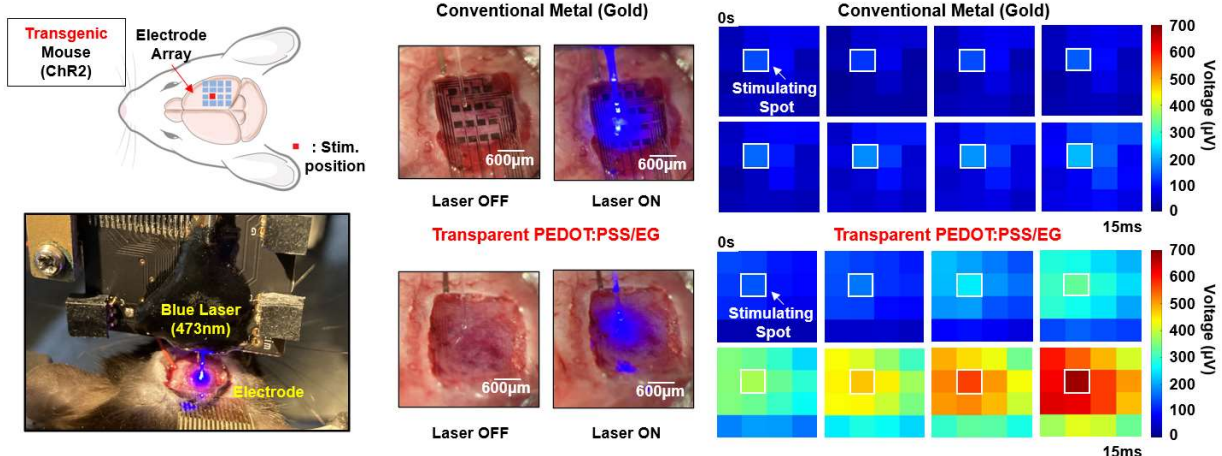 Transgenic
Mouse
(ChR2)
Electrode
Array
: Stim.
position
Blue Laser
(473nm)
Electrode
Conventional Metal (Gold)
600µm
600µm
Laser OFF
Laser ON
Transparent PEDOT:PSS/EG
600µm
600µm
Laser OFF
Laser ON
Conventional Metal (Gold)
0s
Stimulating
Spot
15ms
700
600
500
400
300
200
100
0
Voltage (µV)
0s
Transparent PEDOT:PSS/EG
Stimulating
Spot
15ms
700
600
500
400
300
200
100
0
Voltage (µV)